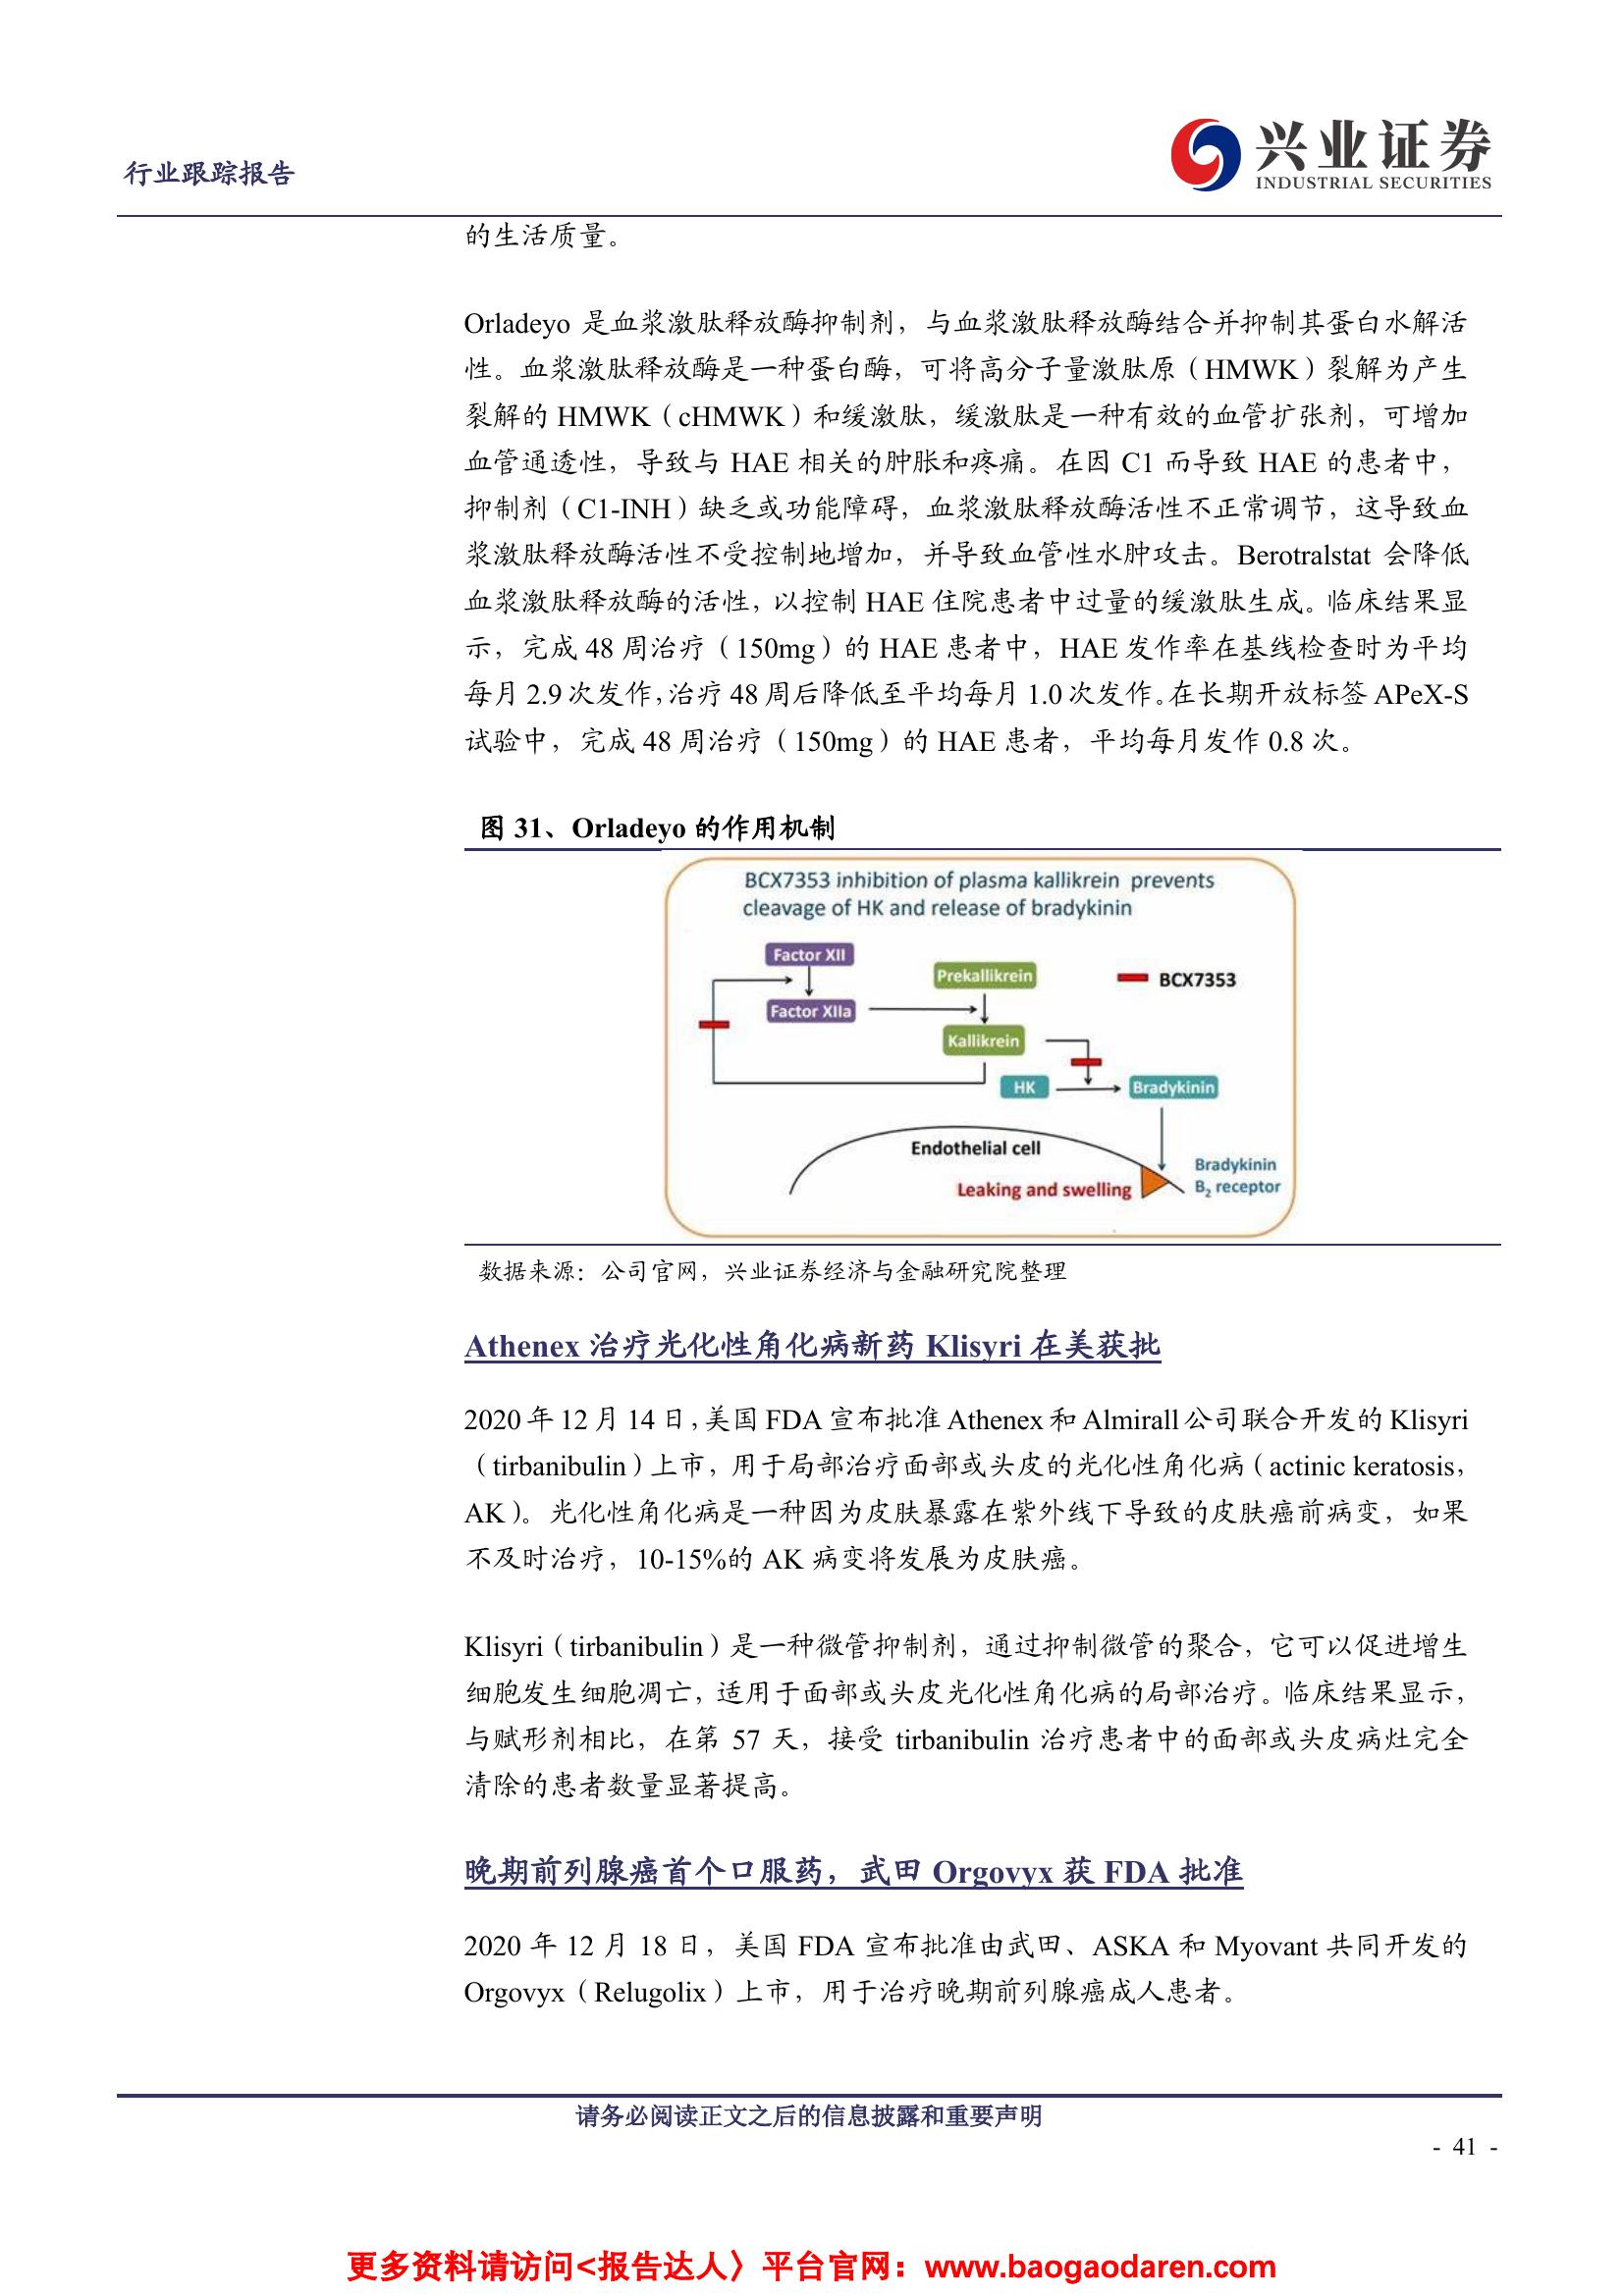 行业跟踪报告
兴业证券
INDUSTRIAL SECURITIES
的生活质量。
Orladeyo 是血浆激肽释放酶抑制剂，与血浆激肽释放酶结合并抑制其蛋白水解活
性。血浆激肽释放酶是一种蛋白酶，可将高分子量激肽原（HMWK）裂解为产生
裂解的 HMWK（cHMWK）和缓激肽，缓激肽是一种有效的血管扩张剂，可增加
血管通透性，导致与 HAE 相关的肿胀和疼痛。在因 C1 而导致 HAE 的患者中，
抑制剂（C1-INH）缺乏或功能障碍，血浆激肽释放酶活性不正常调节，这导致血
浆激肽释放酶活性不受控制地增加，并导致血管性水肿攻击。Berotralstat 会降低
血浆激肽释放酶的活性，以控制 HAE 住院患者中过量的缓激肽生成。临床结果显
示，完成 48 周治疗（150mg）的 HAE 患者中，HAE 发作率在基线检查时为平均
每月 2.9 次发作，治疗 48 周后降低至平均每月 1.0 次发作。在长期开放标签 APeX-S
试验中，完成 48 周治疗（150mg）的 HAE 患者，平均每月发作 0.8 次。
图 31、Orladeyo 的作用机制
BCX7353 inhibition of plasma kallikrein prevents
cleavage of HK and release of bradykinin
Factor XII
Prekallikrein
BCX7353
Factor XIIa
Kallikrein
HK
Bradykinin
Endothelial cell
Bradykinin
Leaking and swelling
B2 receptor
数据来源：公司官网，兴业证券经济与金融研究院整理
Athenex 治疗光化性角化病新药 Klisyri 在美获批
2020 年 12 月 14 日，美国 FDA 宣布批准 Athenex 和 Almirall 公司联合开发的 Klisyri
（tirbanibulin）上市，用于局部治疗面部或头皮的光化性角化病（actinic keratosis，
AK）。光化性角化病是一种因为皮肤暴露在紫外线下导致的皮肤癌前病变，如果
不及时治疗，10-15%的 AK 病变将发展为皮肤癌。
Klisyri（tirbanibulin）是一种微管抑制剂，通过抑制微管的聚合，它可以促进增生
细胞发生细胞凋亡，适用于面部或头皮光化性角化病的局部治疗。临床结果显示，
与赋形剂相比，在第 57 天，接受 tirbanibulin 治疗患者中的面部或头皮病灶完全
清除的患者数量显著提高。
晚期前列腺癌首个口服药，武田 Orgovyx 获 FDA 批准
2020 年 12 月 18 日，美国 FDA 宣布批准由武田、ASKA 和 Myovant 共同开发的
Orgovyx（Relugolix）上市，用于治疗晚期前列腺癌成人患者。
请务必阅读正文之后的信息披露和重要声明
- 41 -
更多资料请访问<报告达人〉平台官网：www.baogaodaren.com